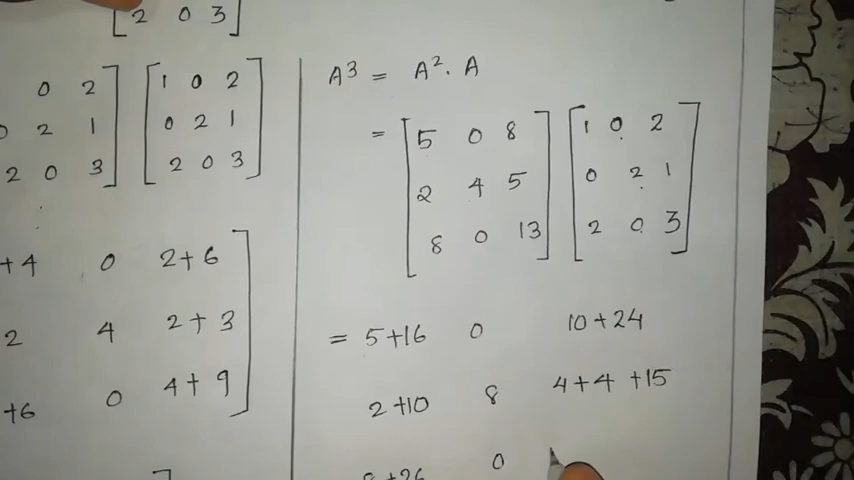 2 0 3
0 2 1 0 2
0 2 1 0 2 1
2 0 3 2 0 3
+4 0 2+6
2 4 2+3
+6 0 4+9
A³ = A². A
= 5 0 8 1 0 2
2 4 5 0 2 1
8 0 13 2 0 3
= 5+16 0 10+24
2+10 8 4+4+15
8+26 0